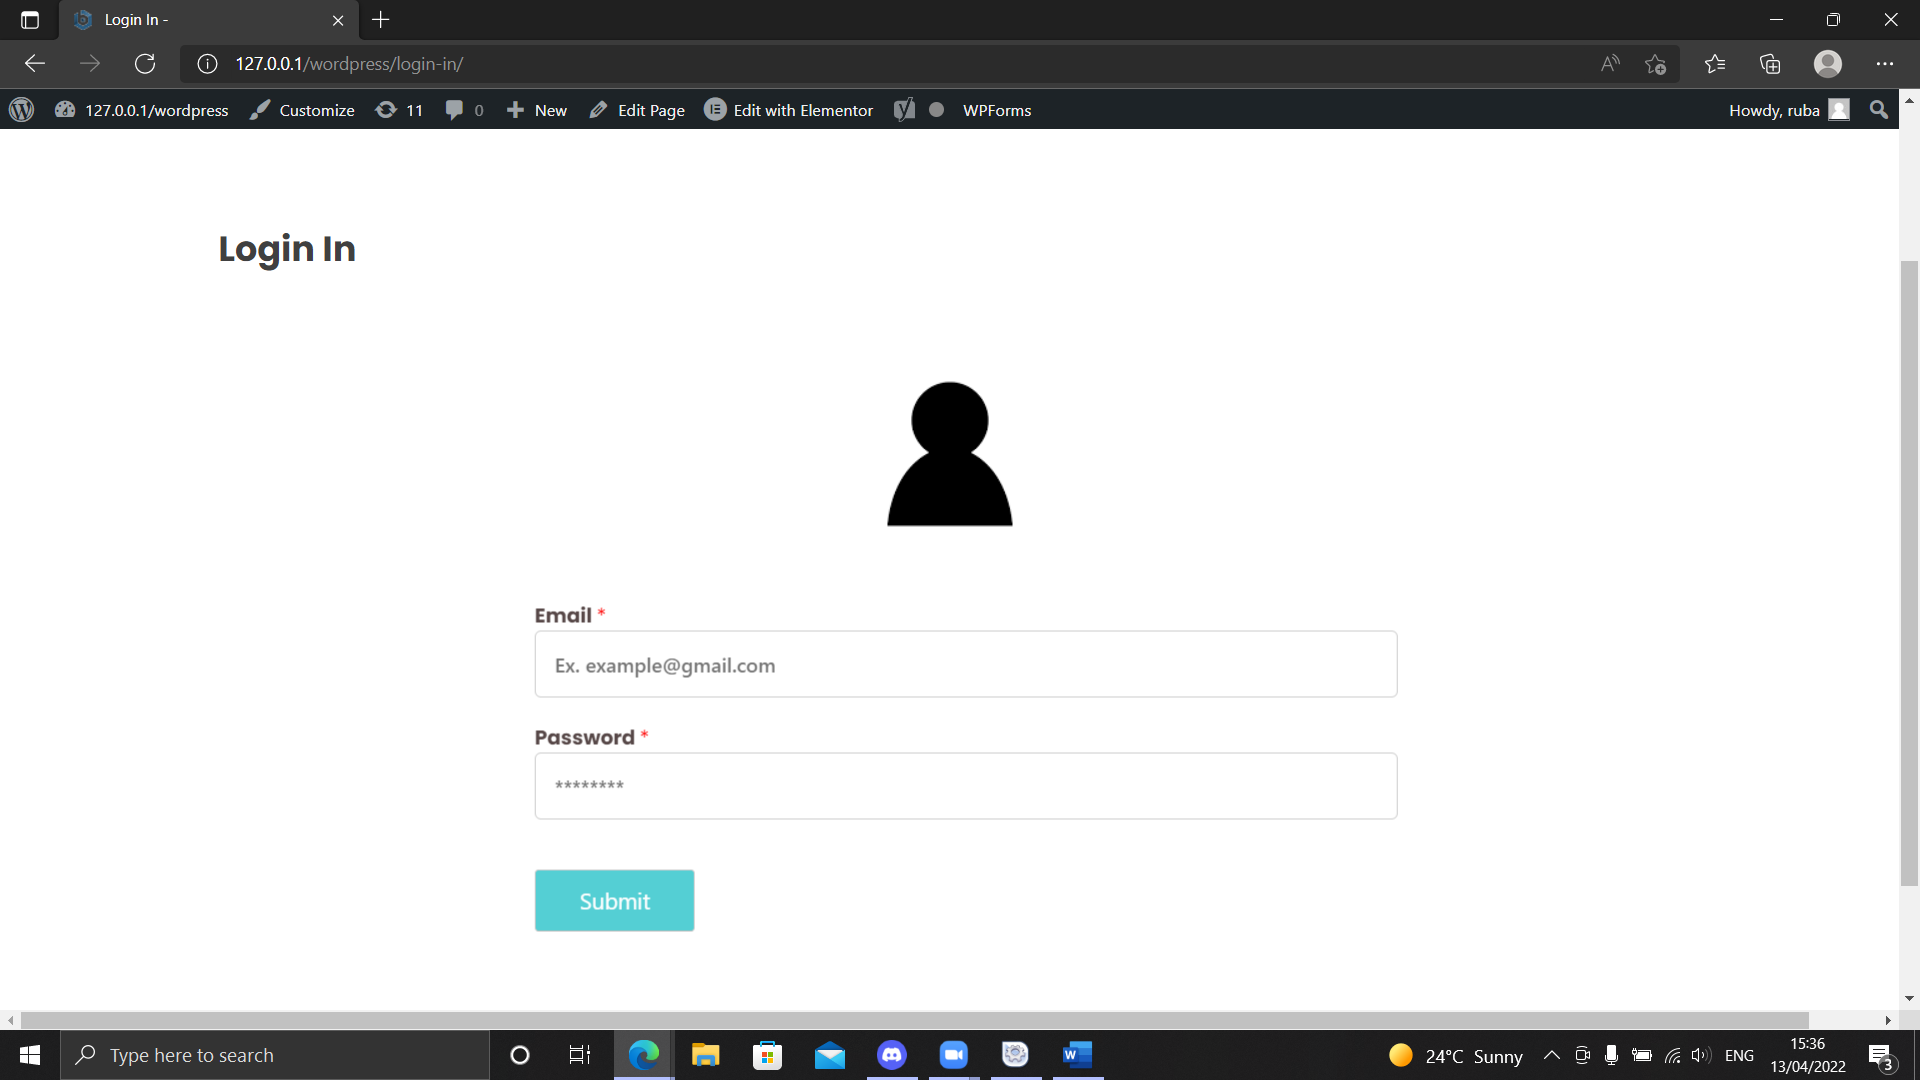 Login In -
127.0.0.1/wordpress/login-in/
127.0.0.1/wordpress Customize 11 0 New Edit Page Edit with Elementor WPForms Howdy, ruba
Login In
Email *
Ex. example@gmail.com
Password *
********
Submit
Type here to search
24°C Sunny
ENG
15:36
13/04/2022
3